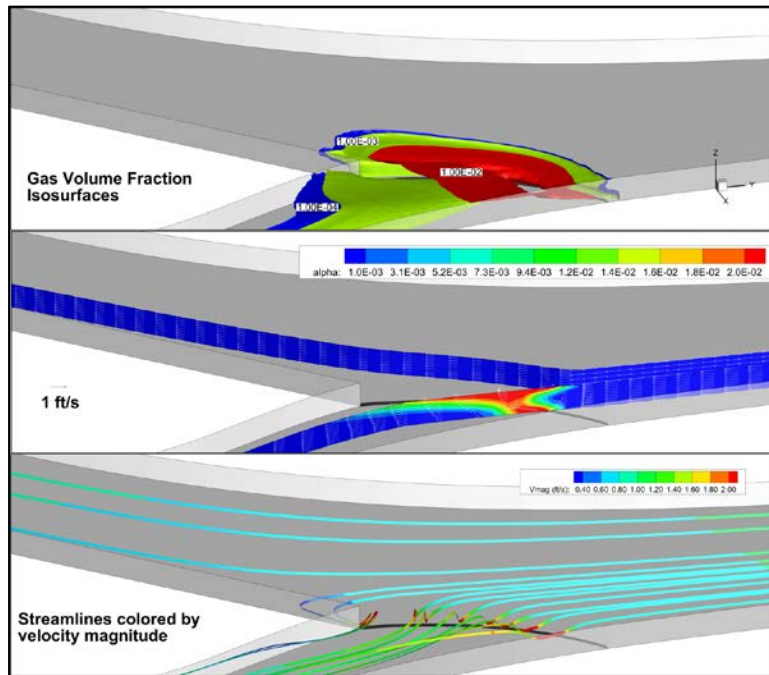 1.00E-03
Gas Volume Fraction
Isosurfaces
1.00E-02
1.00E-04
Z
Y
X
alpha: 1.0E-03 3.1E-03 5.2E-03 7.3E-03 9.4E-03 1.2E-02 1.4E-02 1.6E-02 1.8E-02 2.0E-02
1 ft/s
Vmag (ft/s): 0.40 0.60 0.80 1.00 1.20 1.40 1.60 1.80 2.00
Streamlines colored by
velocity magnitude